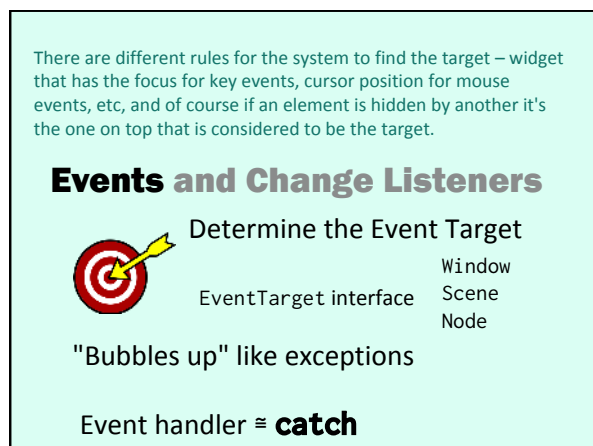 There are different rules for the system to find the target – widget
that has the focus for key events, cursor position for mouse
events, etc, and of course if an element is hidden by another it's
the one on top that is considered to be the target.
Events and Change Listeners
Determine the Event Target
EventTarget interface
Window
Scene
Node
"Bubbles up" like exceptions
Event handler ≅ catch